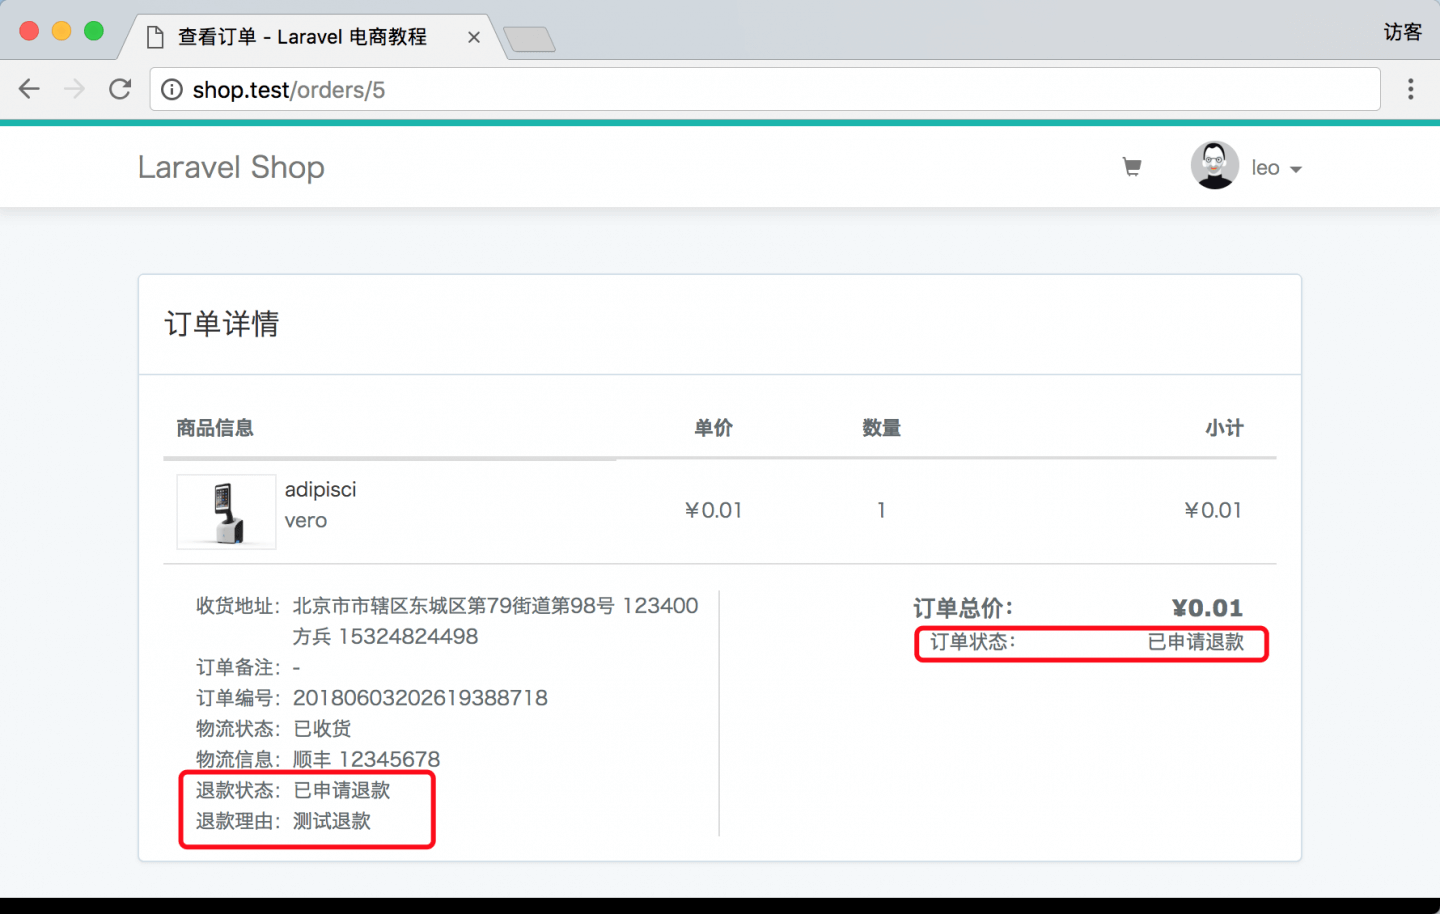 查看订单 - Laravel 电商教程
访客
shop.test/orders/5
Laravel Shop
leo
订单详情
商品信息 单价 数量 小计
adipisci
vero
￥0.01 1 ￥0.01
收货地址： 北京市市辖区东城区第79街道第98号 123400
方兵 15324824498
订单备注： -
订单编号： 20180603202619388718
物流状态： 已收货
物流信息： 顺丰 12345678
退款状态： 已申请退款
退款理由： 测试退款
订单总价： ¥0.01
订单状态： 已申请退款